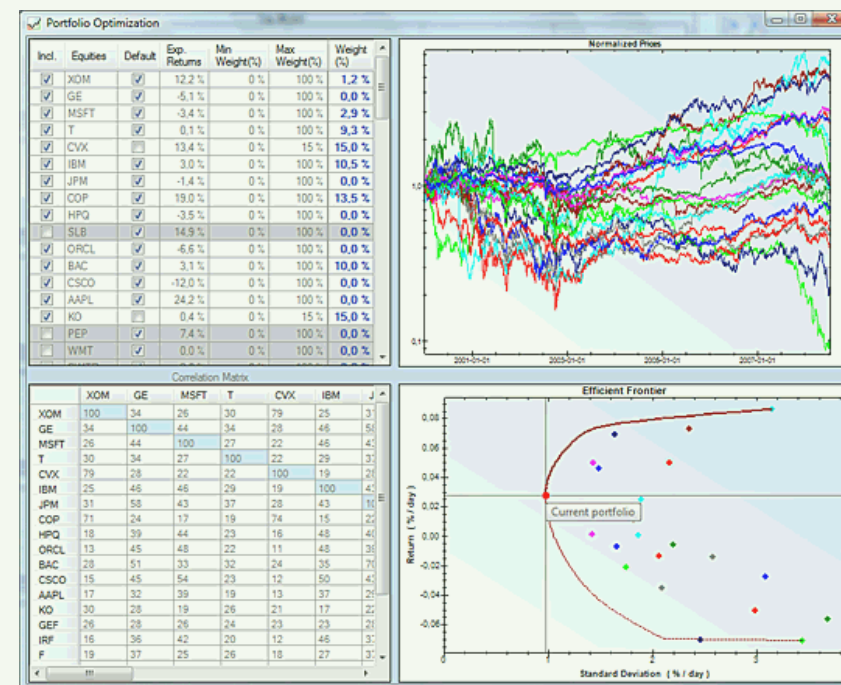 Portfolio Optimization
Incl. Equities Default Exp. Returns Min Weight(%) Max Weight(%) Weight (%)
XOM 12,2 % 0 % 100 % 1,2 %
GE -5,1 % 0 % 100 % 0,0 %
MSFT -3,4 % 0 % 100 % 2,9 %
T 0,1 % 0 % 100 % 9,3 %
CVX 13,4 % 0 % 15 % 15,0 %
IBM 3,0 % 0 % 100 % 10,5 %
JPM -1,4 % 0 % 100 % 0,0 %
COP 19,0 % 0 % 100 % 13,5 %
HPQ -3,5 % 0 % 100 % 0,0 %
SLB 14,9 % 0 % 100 % 0,0 %
ORCL -6,6 % 0 % 100 % 0,0 %
BAC 3,1 % 0 % 100 % 10,0 %
CSCO -12,0 % 0 % 100 % 0,0 %
AAPL 24,2 % 0 % 100 % 0,0 %
KO 0,4 % 0 % 15 % 15,0 %
PEP 7,4 % 0 % 100 % 0,0 %
WMT 0,0 % 0 % 100 % 0,0 %
Normalized Prices
1,0
0,1
2001-01-01 2006-01-01 2007-01-01
Correlation Matrix
XOM GE MSFT T CVX IBM J
XOM 100 34 26 30 79 25
GE 34 100 44 34 28 46
MSFT 26 44 100 27 22 46
T 30 34 27 100 22 29
CVX 79 28 22 22 100 19
IBM 25 46 46 29 19 100
JPM 31 58 43 37 28 43
COP 71 24 17 19 74 15
HPQ 18 39 44 23 16 48
ORCL 13 45 48 22 11 48
BAC 28 51 33 32 24 35
CSCO 15 45 54 23 12 50
AAPL 17 32 39 19 13 37
KO 30 28 19 26 21 17
GEF 26 28 26 24 23 23
IRF 16 36 42 20 12 46
F 19 37 25 26 18 27
Efficient Frontier
0,08
0,06
0,04
0,02
0,00
-0,02
-0,04
-0,06
Current portfolio
Return ( % / day )
0 1 2 3
Standard Deviation ( % / day )